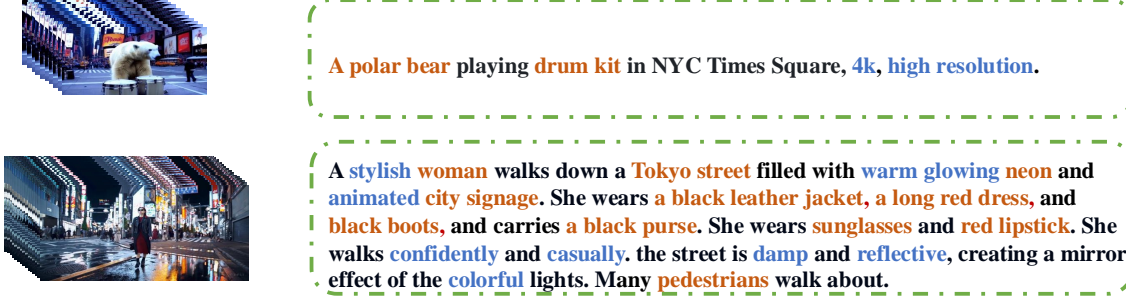 A polar bear playing drum kit in NYC Times Square, 4k, high resolution.
A stylish woman walks down a Tokyo street filled with warm glowing neon and
animated city signage. She wears a black leather jacket, a long red dress, and
black boots, and carries a black purse. She wears sunglasses and red lipstick. She
walks confidently and casually. the street is damp and reflective, creating a mirror
effect of the colorful lights. Many pedestrians walk about.